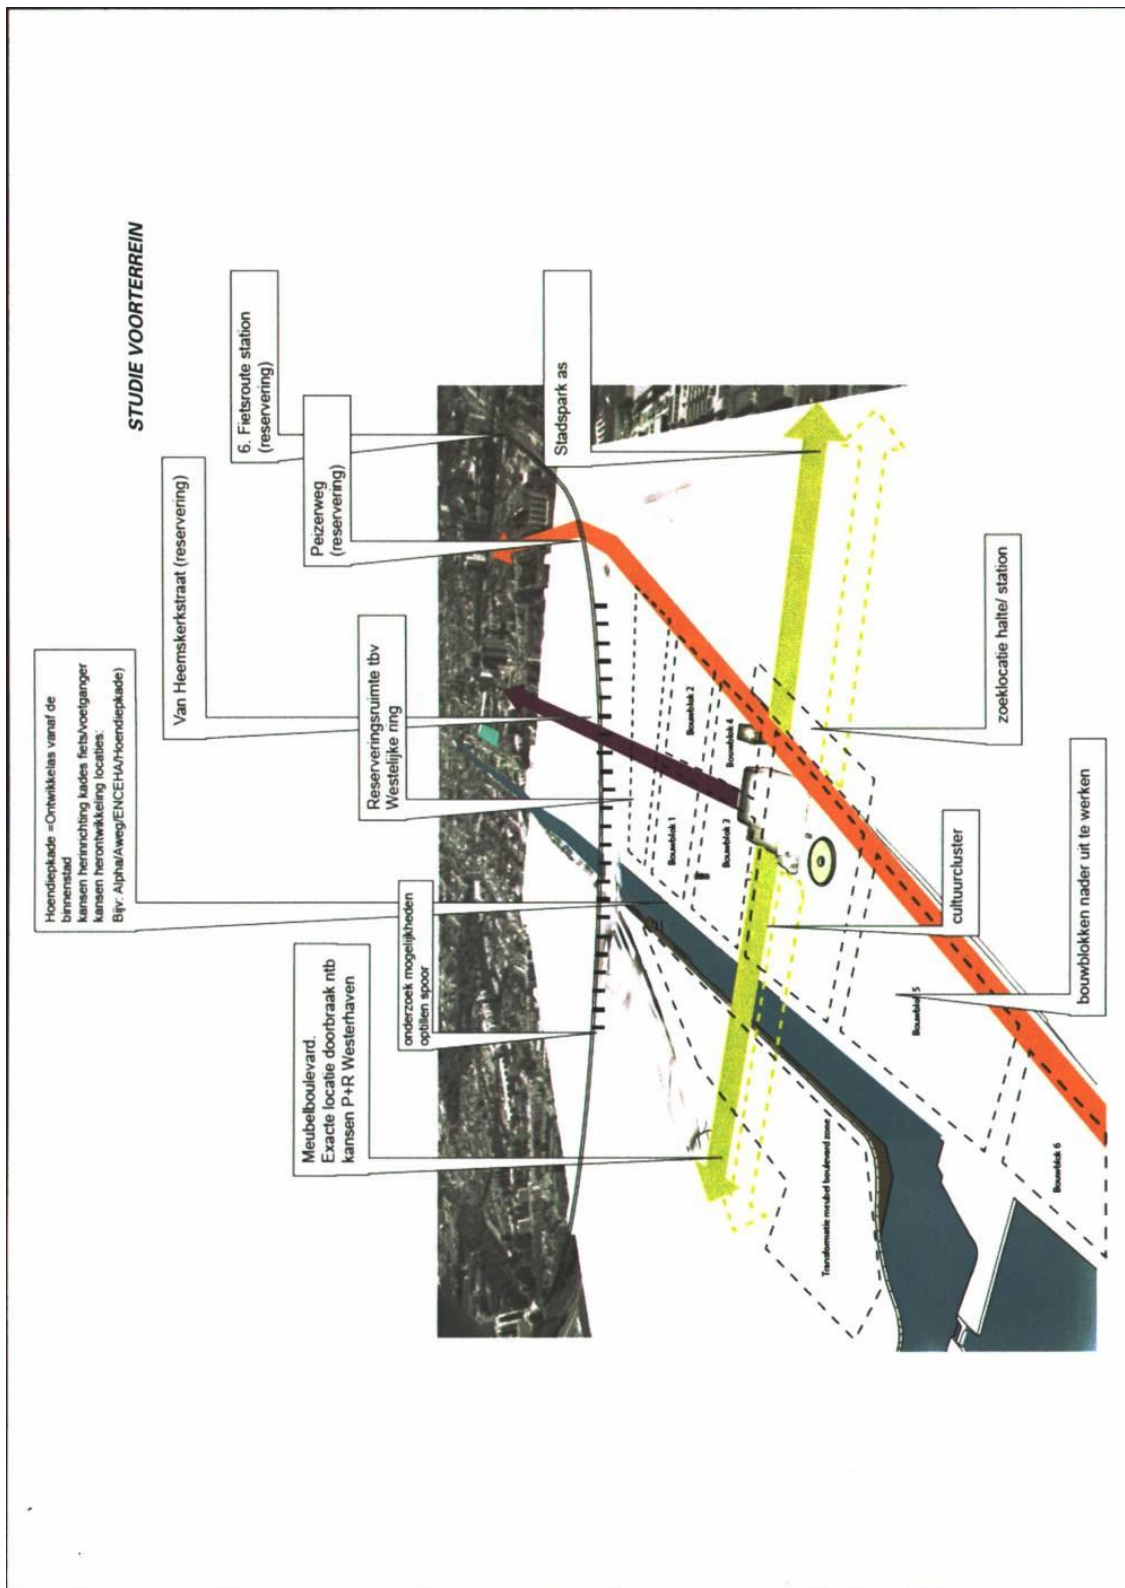 STUDIE VOORTERREIN
Hoendiepkade =Ontwikkelas vanaf de
binnenstad
kansen herinrichting kades fiets/voetganger
kansen herontwikkeling locaties:
Bijv: Alpha/Aweg/ENCEHA/Hoendiepkade)
Van Heemskerkstraat (reservering)
6. Fietsroute station
(reservering)
Peizerweg
(reservering)
Meubelboulevard.
Exacte locatie doorbraak ntb
kansen P+R Westerhaven
Reserveringsruimte tbv
Westelijke ring
onderzoek mogelijkheden
optillen spoor
Stadspark as
Bouwblok 1
Bouwblok 2
Bouwblok 3
Bouwblok 4
Transformatie meubel boulevard zone
Bouwblok 5
Bouwblok 6
cultuurcluster
zoeklocatie halte/ station
bouwblokken nader uit te werken